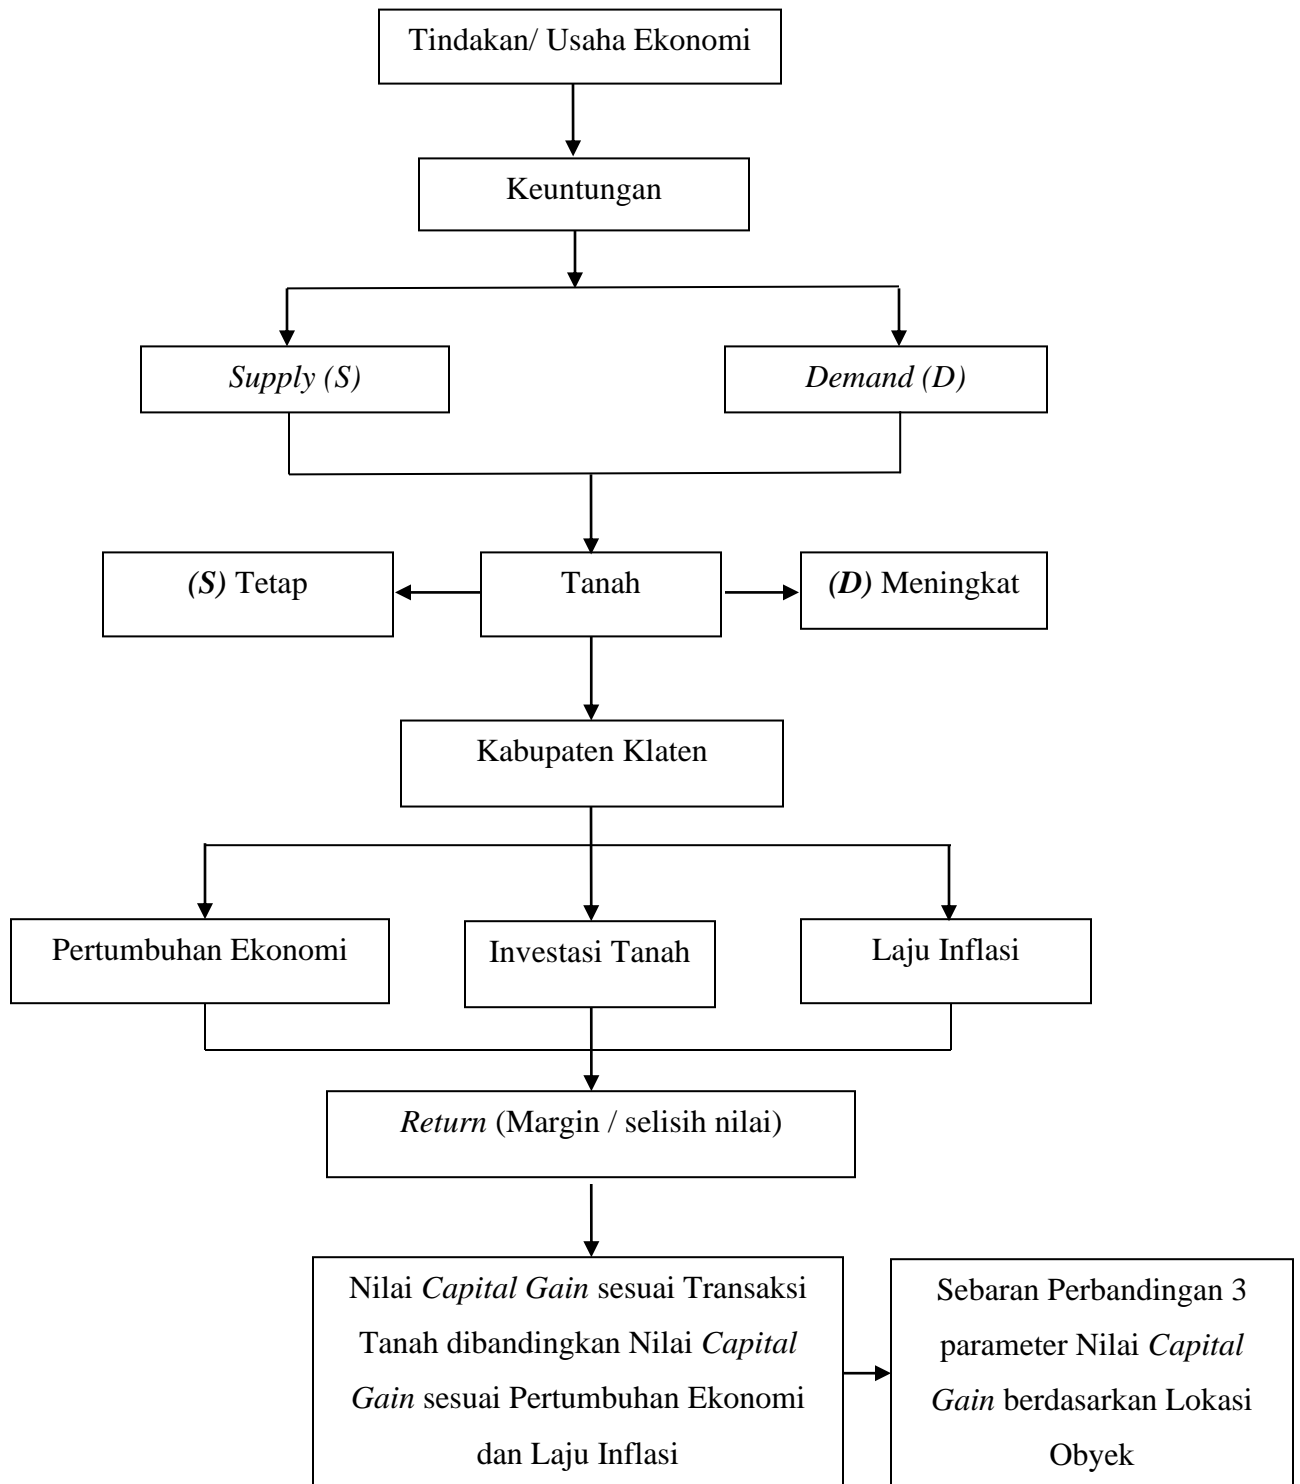 Tindakan/ Usaha Ekonomi
Keuntungan
Supply (S)
Demand (D)
(S) Tetap
Tanah
(D) Meningkat
Kabupaten Klaten
Pertumbuhan Ekonomi
Investasi Tanah
Laju Inflasi
Return (Margin / selisih nilai)
Nilai Capital Gain sesuai Transaksi
Tanah dibandingkan Nilai Capital
Gain sesuai Pertumbuhan Ekonomi
dan Laju Inflasi
Sebaran Perbandingan 3
parameter Nilai Capital
Gain berdasarkan Lokasi
Obyek